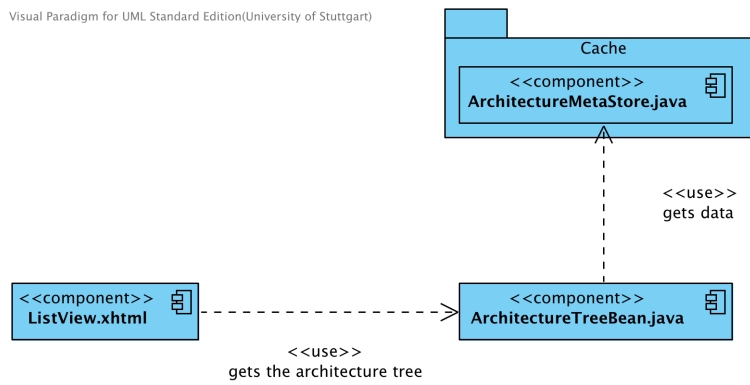 Visual Paradigm for UML Standard Edition(University of Stuttgart)
Cache
<<component>>
ArchitectureMetaStore.java
<<use>>
gets data
<<component>>
ListView.xhtml
<<component>>
ArchitectureTreeBean.java
<<use>>
gets the architecture tree